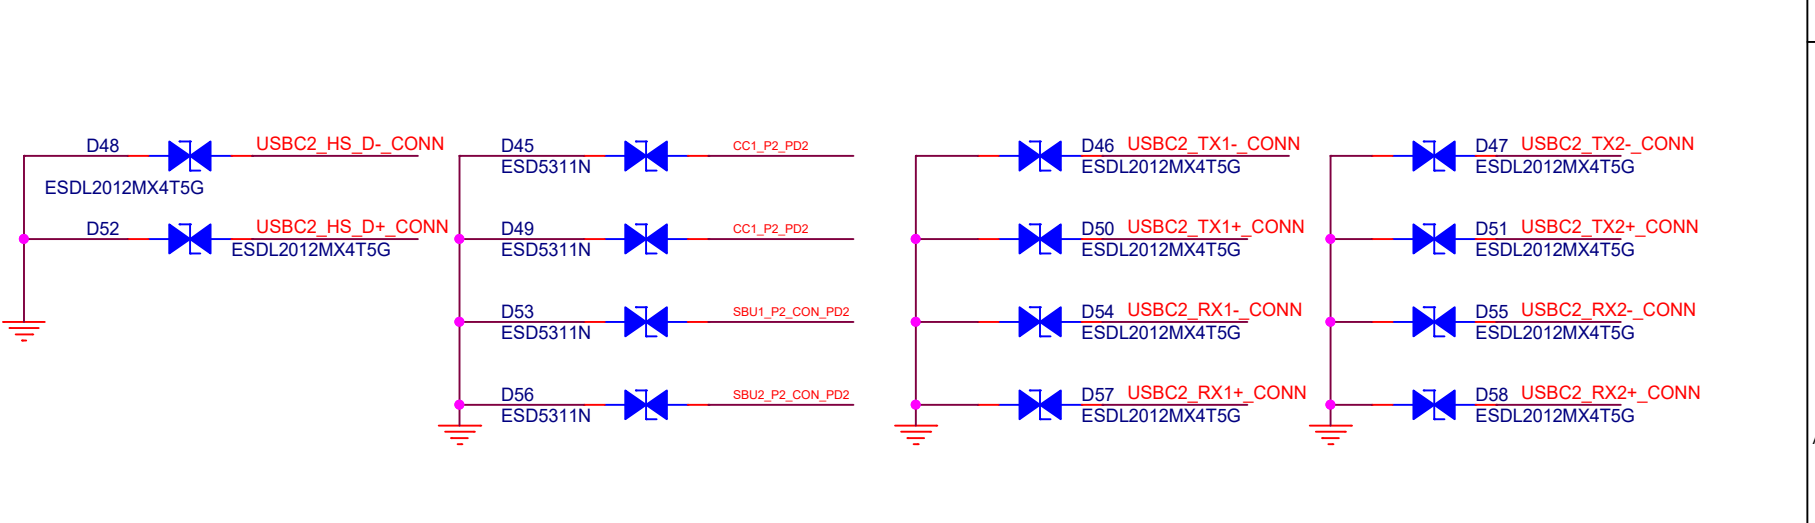 D48 USBC2_HS_D-_CONN
ESDL2012MX4T5G
D52 USBC2_HS_D+_CONN
ESDL2012MX4T5G
D45 CC1_P2_PD2
ESD5311N
D49 CC1_P2_PD2
ESD5311N
D53 SBU1_P2_CON_PD2
ESD5311N
D56 SBU2_P2_CON_PD2
ESD5311N
D46 USBC2_TX1-_CONN
ESDL2012MX4T5G
D50 USBC2_TX1+_CONN
ESDL2012MX4T5G
D54 USBC2_RX1-_CONN
ESDL2012MX4T5G
D57 USBC2_RX1+_CONN
ESDL2012MX4T5G
D47 USBC2_TX2-_CONN
ESDL2012MX4T5G
D51 USBC2_TX2+_CONN
ESDL2012MX4T5G
D55 USBC2_RX2-_CONN
ESDL2012MX4T5G
D58 USBC2_RX2+_CONN
ESDL2012MX4T5G